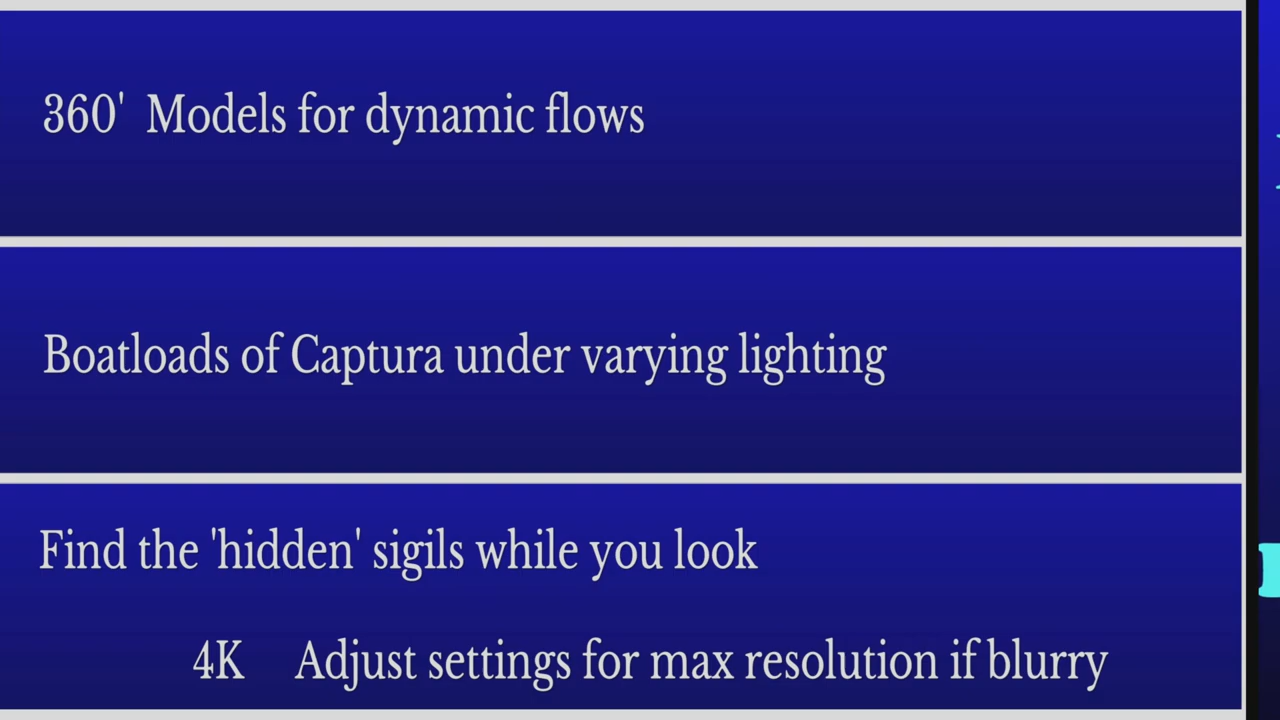 360' Models for dynamic flows
Boatloads of Captura under varying lighting
Find the 'hidden' sigils while you look
4K Adjust settings for max resolution if blurry